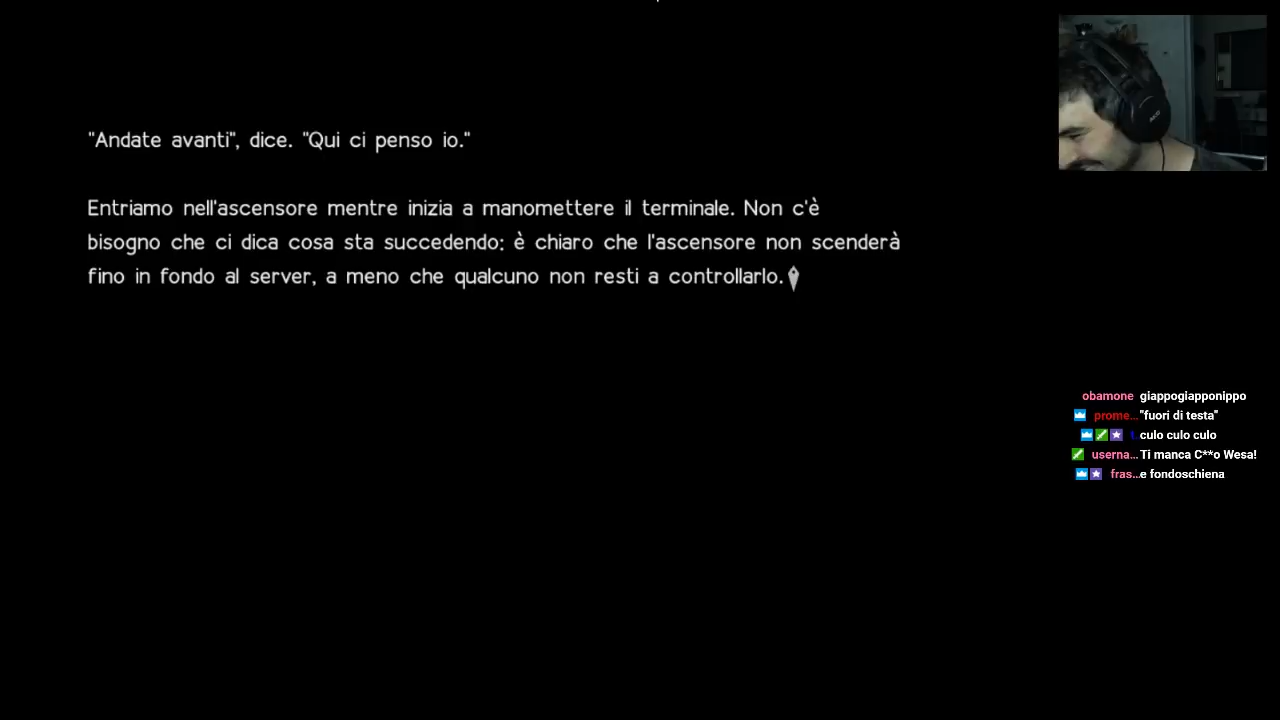 "Andate avanti", dice. "Qui ci penso io."
Entriamo nell'ascensore mentre inizia a manomettere il terminale. Non c'è
bisogno che ci dica cosa sta succedendo: è chiaro che l'ascensore non scenderà
fino in fondo al server, a meno che qualcuno non resti a controllarlo.
obamone giappogiapponippo
prome... "fuori di testa"
culo culo culo
userna... Ti manca C**o Wesa!
fras... e fondoschiena